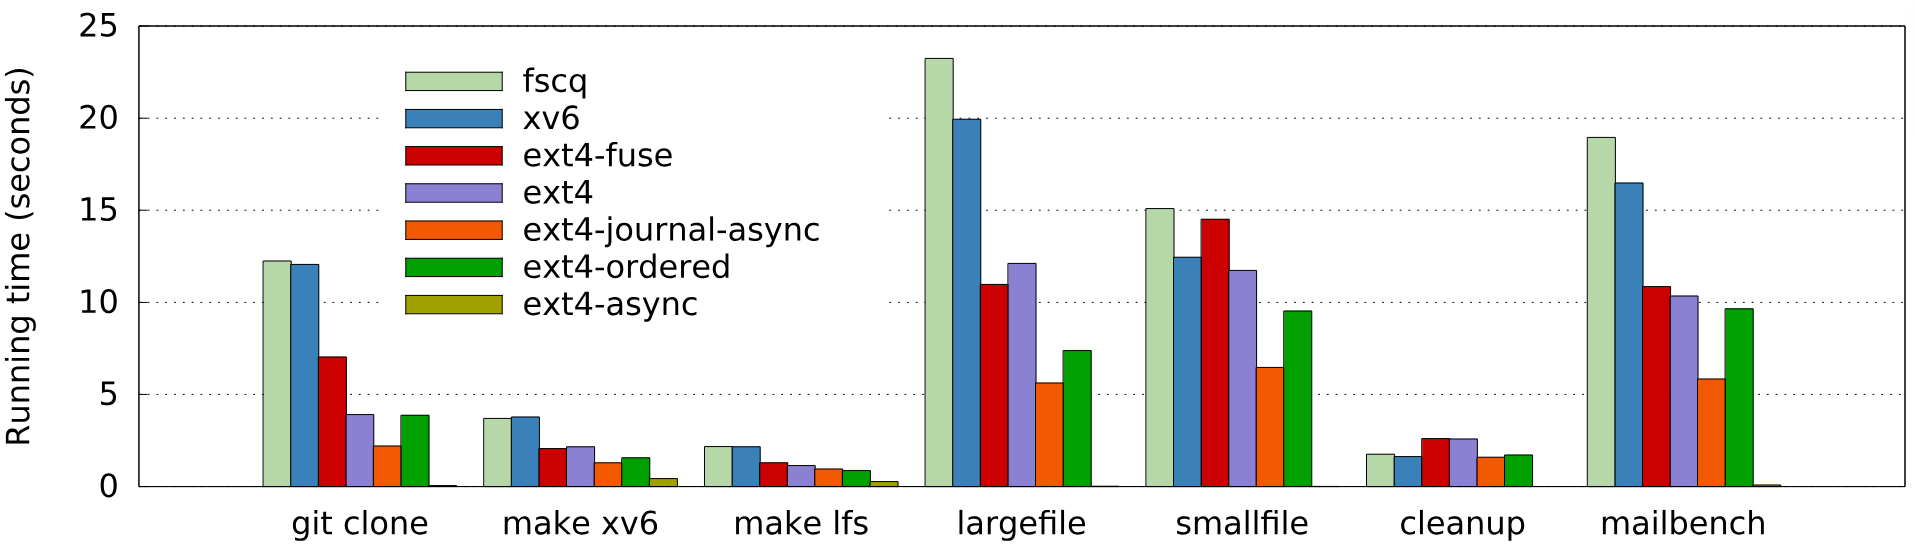 Running time (seconds)
25
20
15
10
5
0
fscq
xv6
ext4-fuse
ext4
ext4-journal-async
ext4-ordered
ext4-async
git clone
make xv6
make lfs
largefile
smallfile
cleanup
mailbench